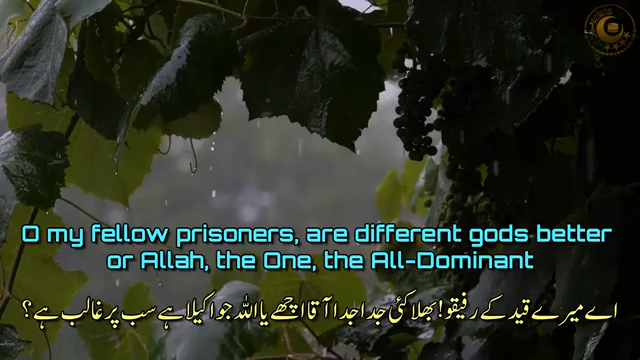 O my fellow prisoners, are different gods better
or Allah, the One, the All-Dominant
اے میرے قید کے رفیقو! بھلا کئی جدا جدا آقا اچھے یا اللہ جو اکیلا ہے سب پر غالب ہے؟